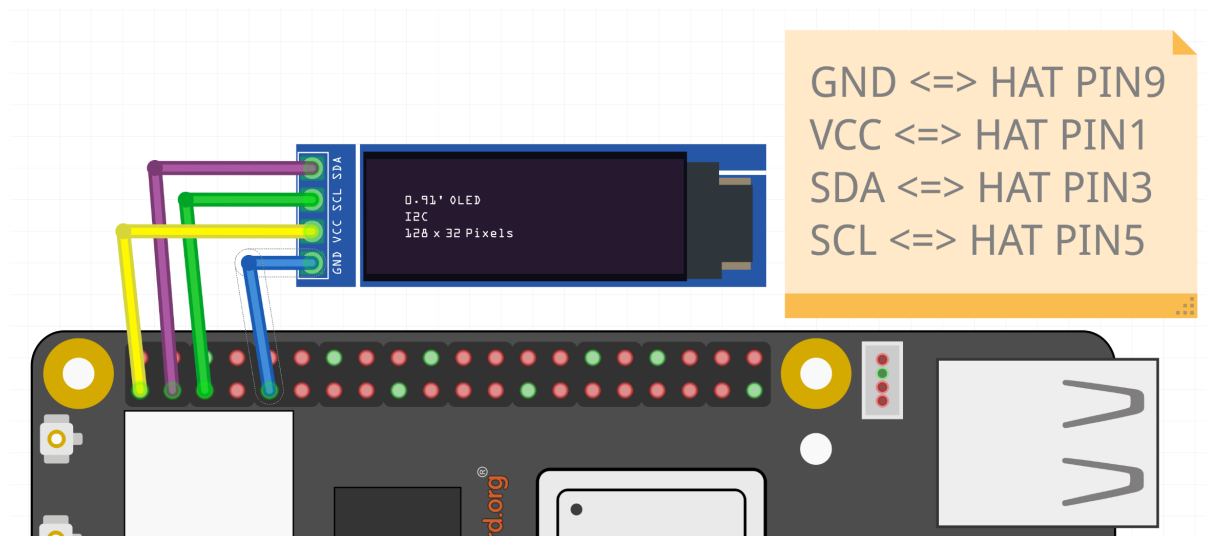 GND <=> HAT PIN9
VCC <=> HAT PIN1
SDA <=> HAT PIN3
SCL <=> HAT PIN5
SDA
SCL
VCC
GND
0.91' OLED
I2C
128 x 32 Pixels
rd.org®